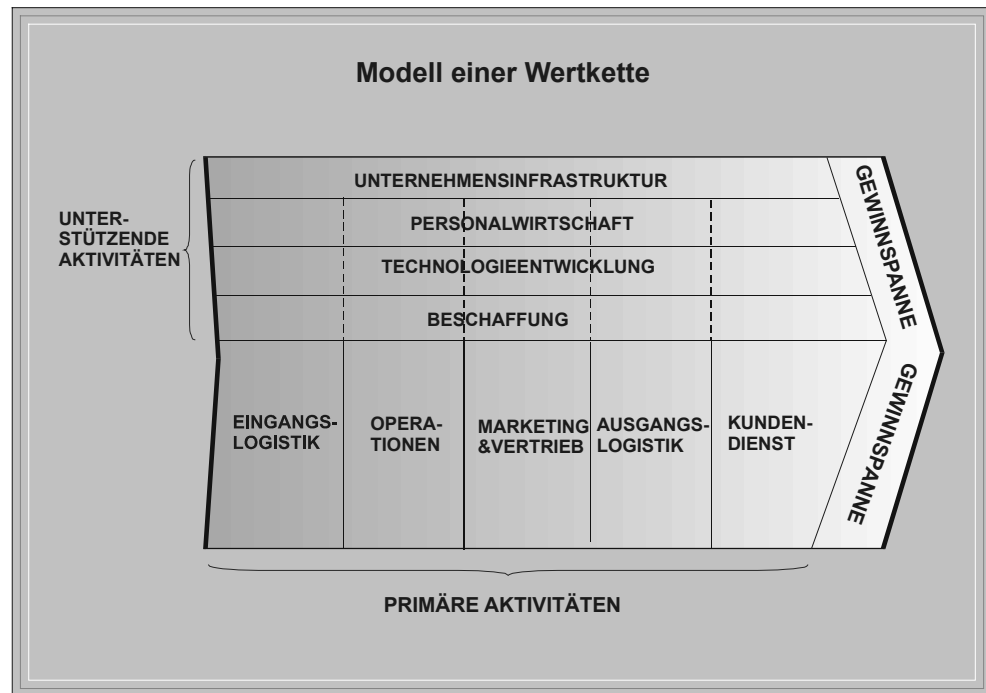 Modell einer Wertkette
UNTERNEHMENSINFRASTRUKTUR
UNTER-
STÜTZENDE
AKTIVITÄTEN
PERSONALWIRTSCHAFT
TECHNOLOGIEENTWICKLUNG
BESCHAFFUNG
GEWINNSPANNE
EINGANGS-
LOGISTIK
OPERA-
TIONEN
MARKETING
&VERTRIEB
AUSGANGS-
LOGISTIK
KUNDEN-
DIENST
GEWINNSPANNE
PRIMÄRE AKTIVITÄTEN